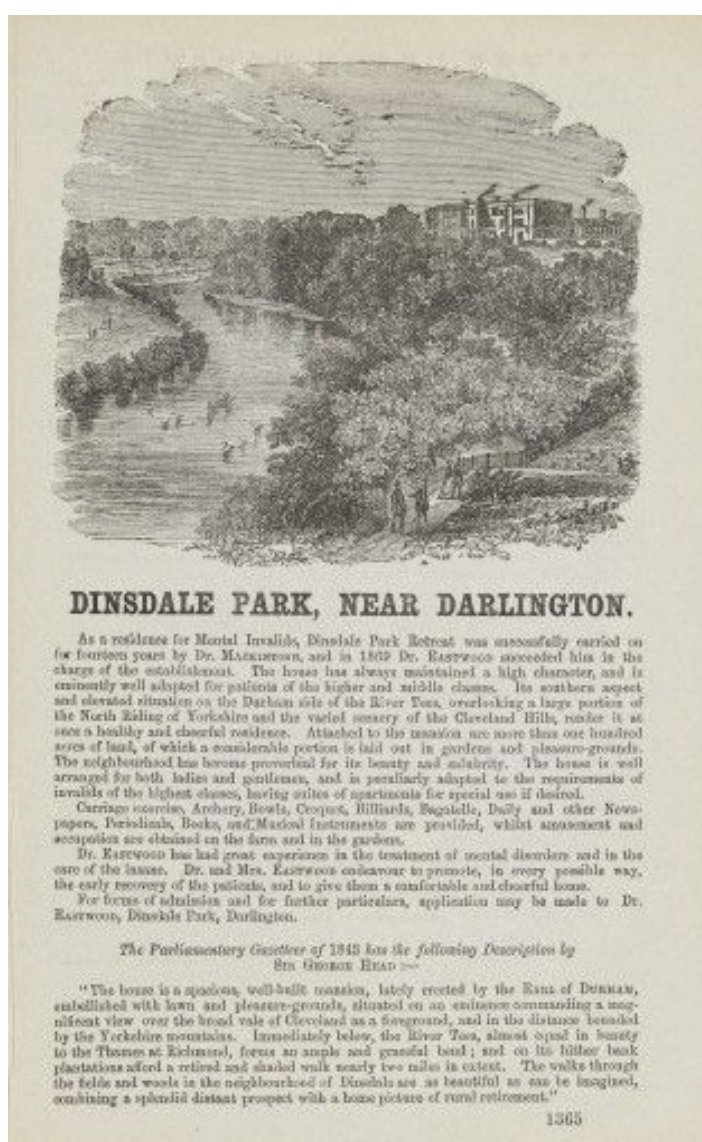 DINSDALE PARK, NEAR DARLINGTON.
As a residence for Mental Invalids, Dinsdale Park Retreat was successfully carried on
for fourteen years by Dr. MACKINTOSH, and in 1869 Dr. EASTWOOD succeeded him in the
charge of the establishment. The house has always maintained a high character, and is
eminently well adapted for patients of the higher and middle classes. Its southern aspect
and elevated situation on the Durham side of the River Tees, overlooking a large portion of
the North Riding of Yorkshire and the varied scenery of the Cleveland Hills, render it at
once a healthy and cheerful residence. Attached to the mansion are more than one hundred
acres of land, of which a considerable portion is laid out in gardens and pleasure-grounds.
The neighbourhood has become proverbial for its beauty and salubrity. The house is well
arranged for both ladies and gentlemen, and is peculiarly adapted to the requirements of
invalids of the highest classes, having suites of apartments for special use if desired.
Carriage exercise, Archery, Bowls, Croquet, Billiards, Bagatelle, Daily and other News-
papers, Periodicals, Books, and Musical Instruments are provided, whilst amusement and
occupation are obtained on the farm and in the gardens.
Dr. EASTWOOD has had great experience in the treatment of mental disorders and in the
care of the insane. Dr. and Mrs. EASTWOOD endeavour to promote, in every possible way,
the early recovery of the patients, and to give them a comfortable and cheerful home.
For forms of admission and for further particulars, application may be made to Dr.
EASTWOOD, Dinsdale Park, Darlington.
The Parliamentary Gazetteer of 1843 has the following Description by
SIR GEORGE HEAD :—
"The house is a spacious, well-built mansion, lately erected by the EARL of DURHAM,
embellished with lawn and pleasure-grounds, situated on an eminence commanding a mag-
nificent view over the broad vale of Cleveland as a foreground, and in the distance bounded
by the Yorkshire mountains. Immediately below, the River Tees, almost equal in beauty
to the Thames at Richmond, forms an ample and graceful bend; and on its hither bank
plantations afford a retired and shaded walk nearly two miles in extent. The walks through
the fields and woods in the neighbourhood of Dinsdale are as beautiful as can be imagined,
combining a splendid distant prospect with a home picture of rural retirement."
1365